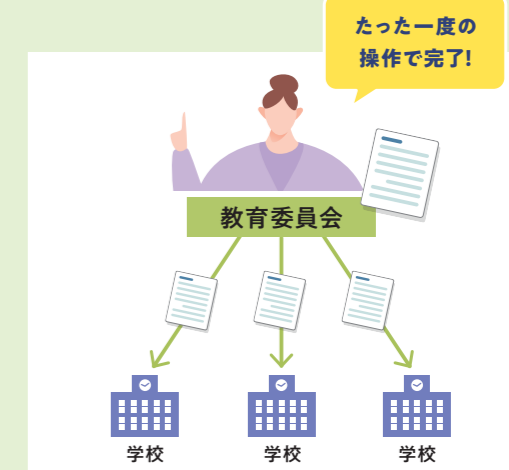 たった一度の
操作で完了!
教育委員会
学校
学校
学校